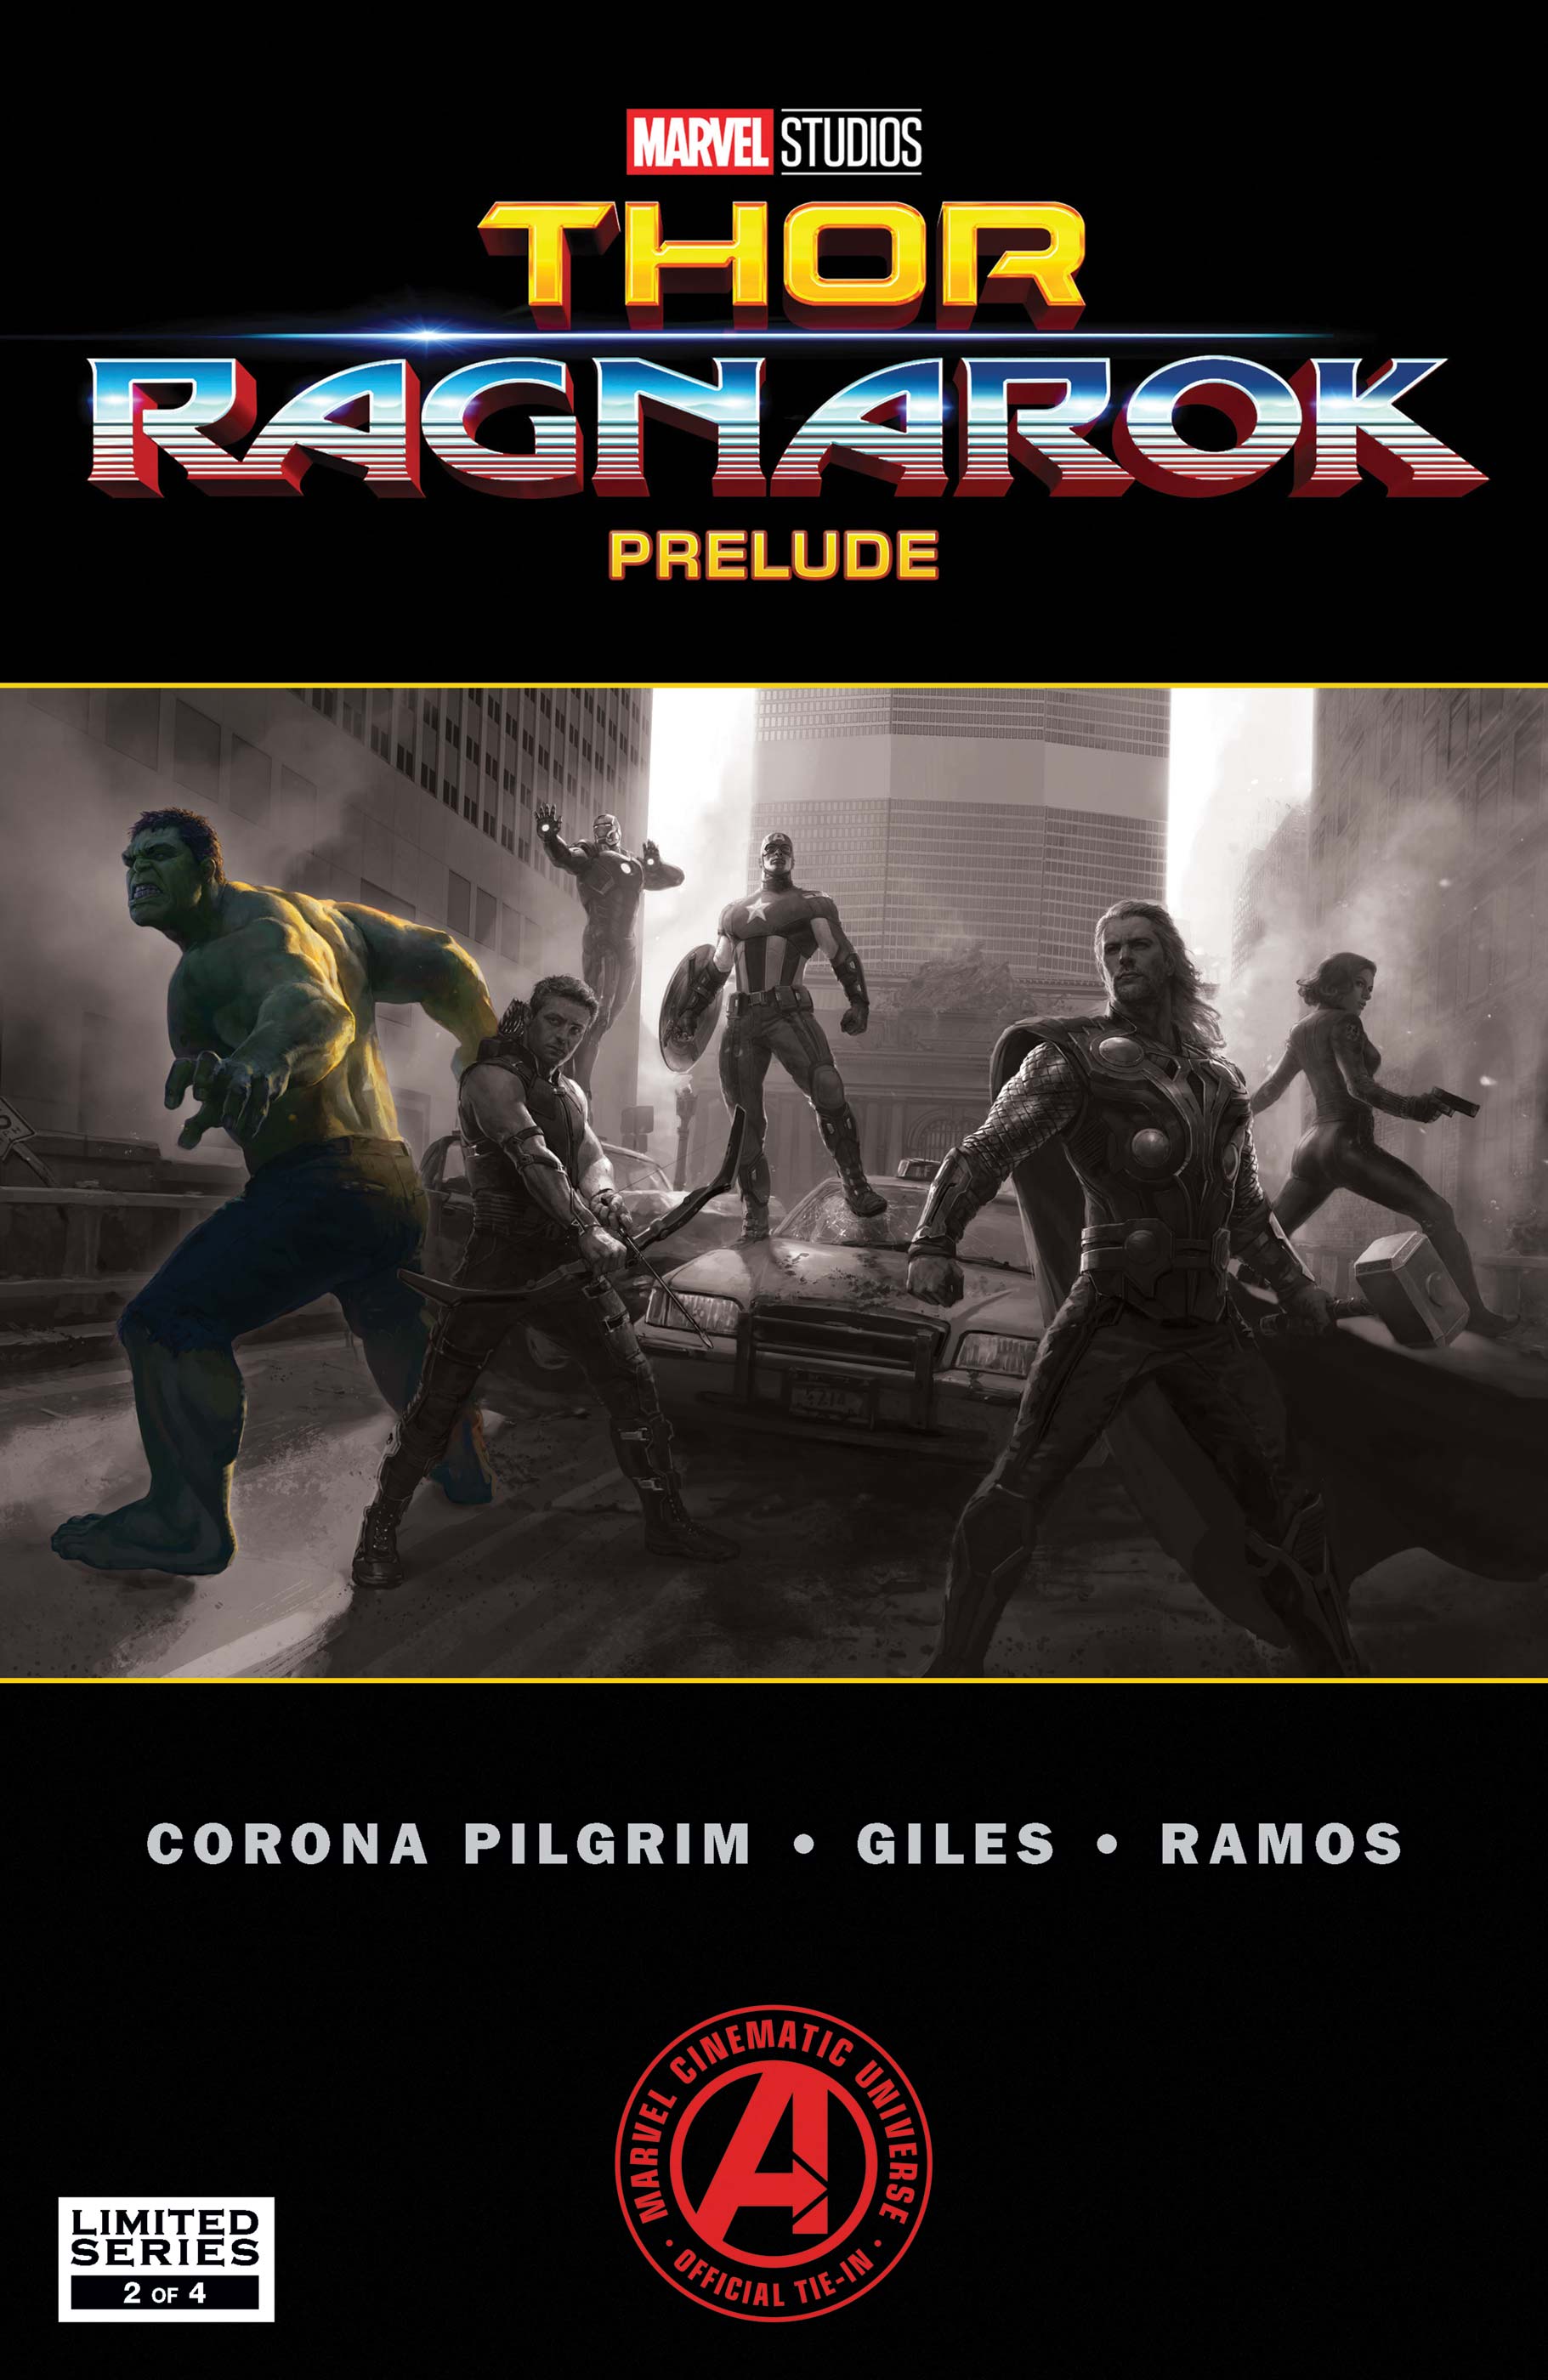 MARVEL STUDIOS
THOR
RAGNAROK
PRELUDE
CORONA PILGRIM • GILES • RAMOS
MARVEL CINEMATIC UNIVERSE
A
• OFFICIAL TIE-IN •
LIMITED
SERIES
2 OF 4